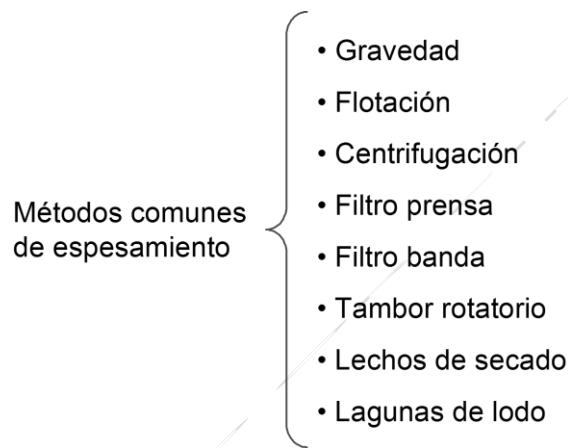 Métodos comunes
de espesamiento
• Gravedad
• Flotación
• Centrifugación
• Filtro prensa
• Filtro banda
• Tambor rotatorio
• Lechos de secado
• Lagunas de lodo